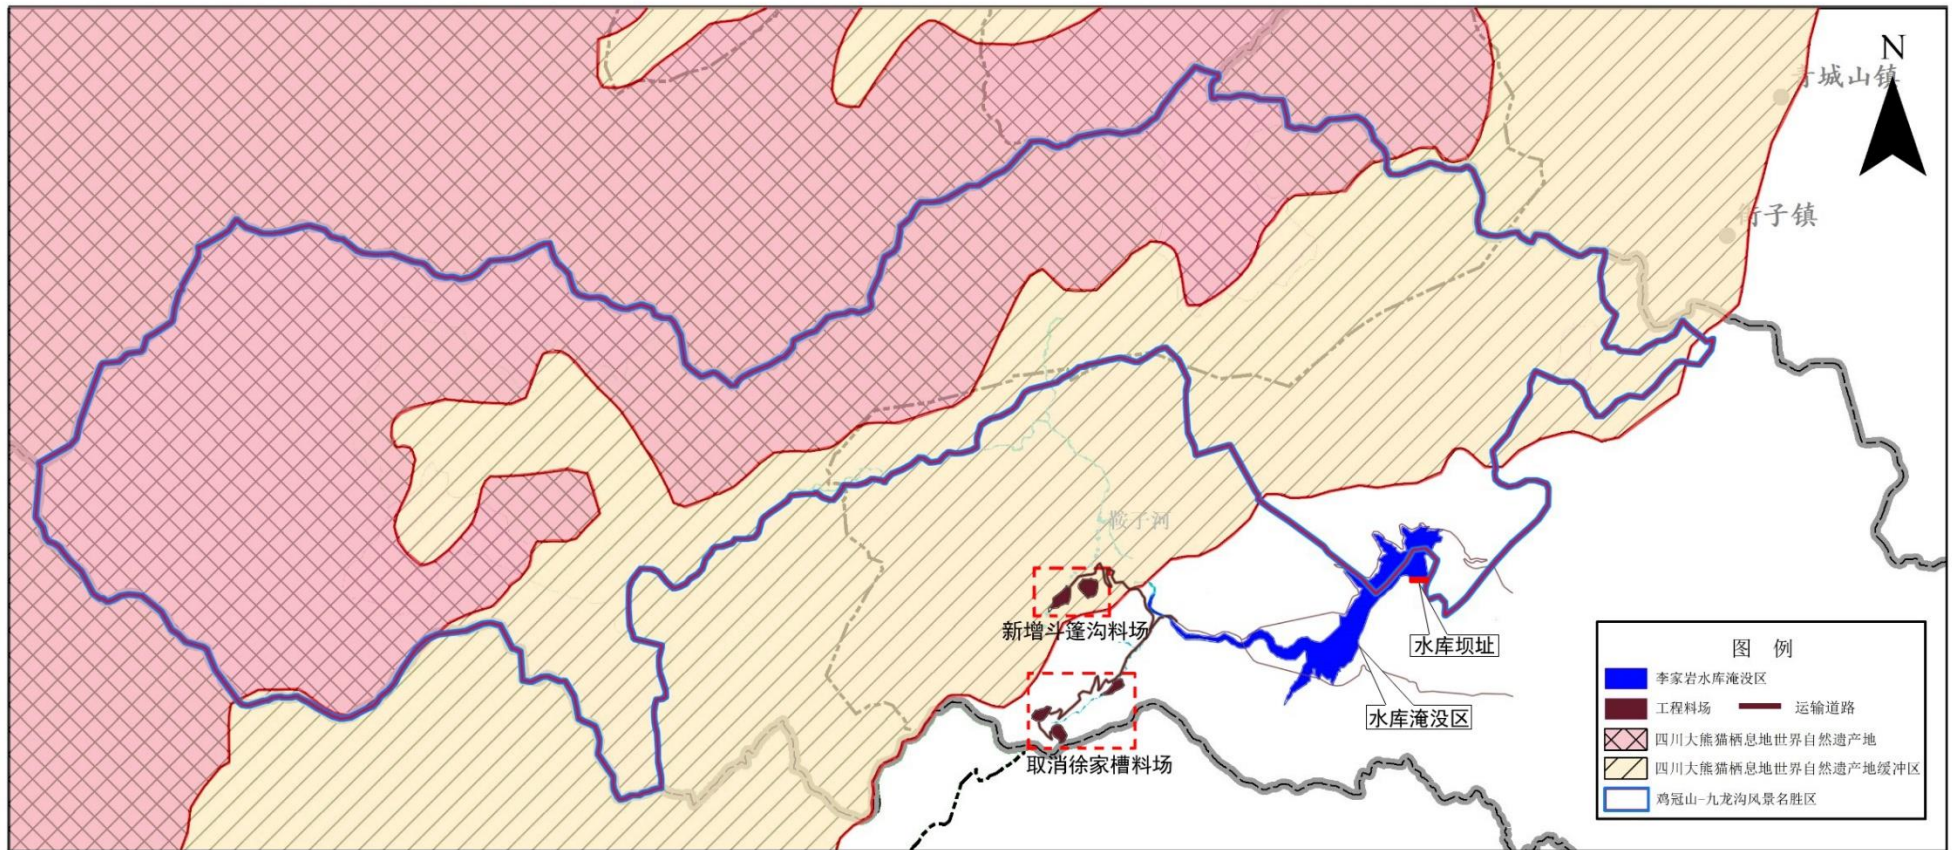 N
青城山镇
街子镇
鞍子河
新增斗篷沟料场
水库坝址
水库淹没区
取消徐家槽料场
图 例
李家岩水库淹没区
工程料场
运输道路
四川大熊猫栖息地世界自然遗产地
四川大熊猫栖息地世界自然遗产地缓冲区
鸡冠山-九龙沟风景名胜区